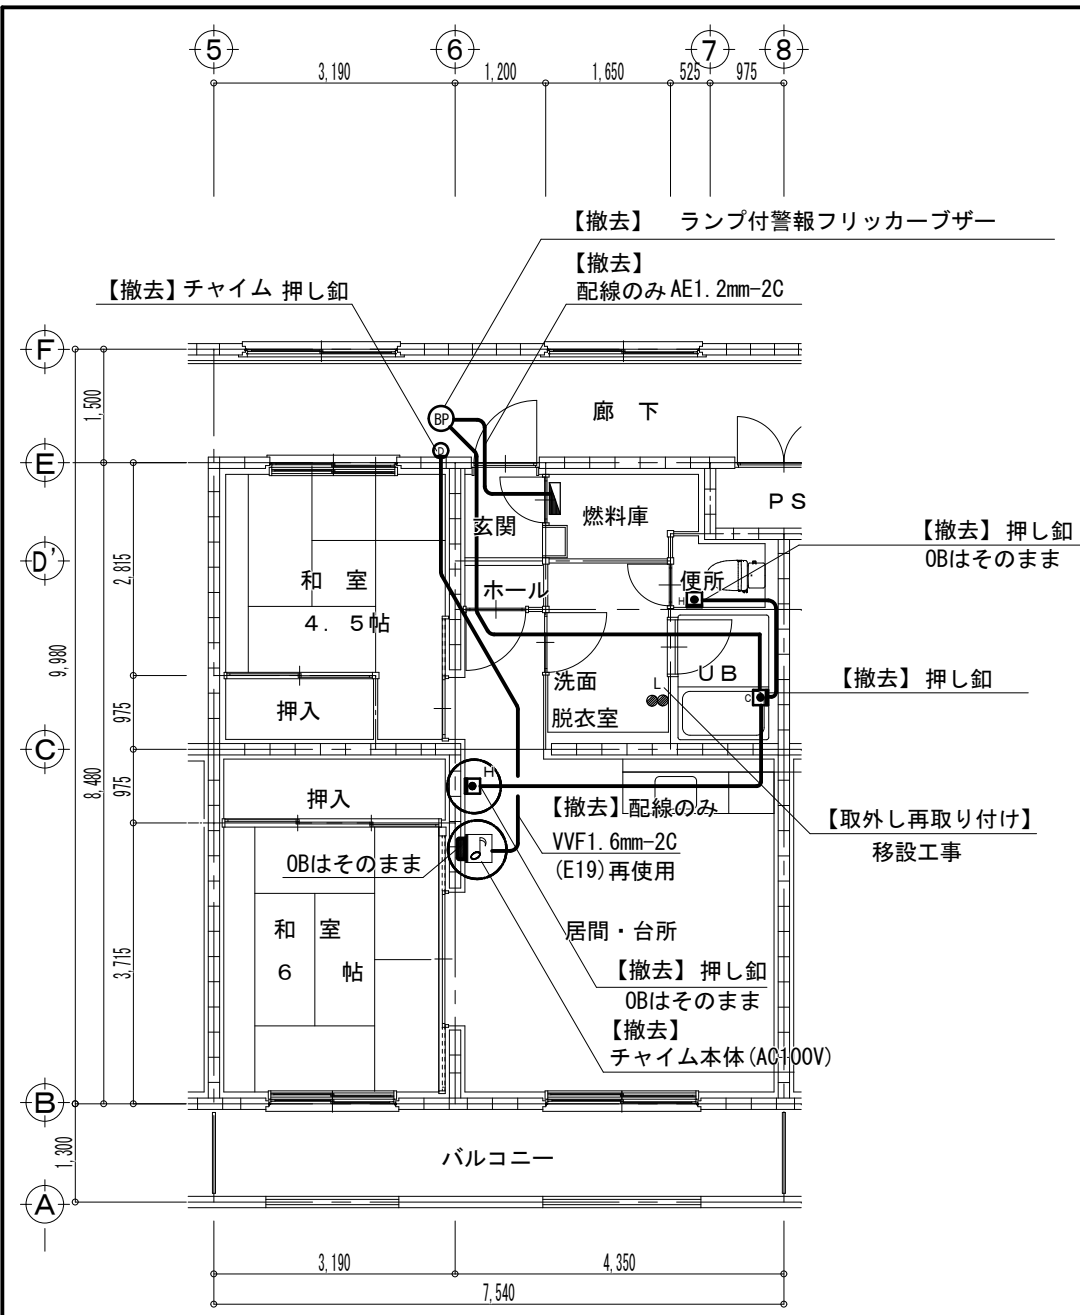 5
6
7
8
3,190
1,200
1,650
525
975
【撤去】 ランプ付警報フリッカーブザー
【撤去】
配線のみ AE1.2mm-2C
【撤去】チャイム 押し釦
F
1,500
BP
廊 下
E
D
PS
燃料庫
玄関
【撤去】 押し釦
OBはそのまま
D'
2,815
和 室
4.5帖
ホール
便所
H
9,980
UB
【撤去】 押し釦
洗面
脱衣室
L
C
975
押入
C
8,480
975
押入
H
【撤去】配線のみ
VVF1.6mm-2C
(E19)再使用
【取外し再取り付け】
移設工事
OBはそのまま
3,715
和 室
6 帖
居間・台所
【撤去】 押し釦
OBはそのまま
【撤去】
チャイム本体(AC100V)
B
1,300
バルコニー
A
3,190
4,350
7,540